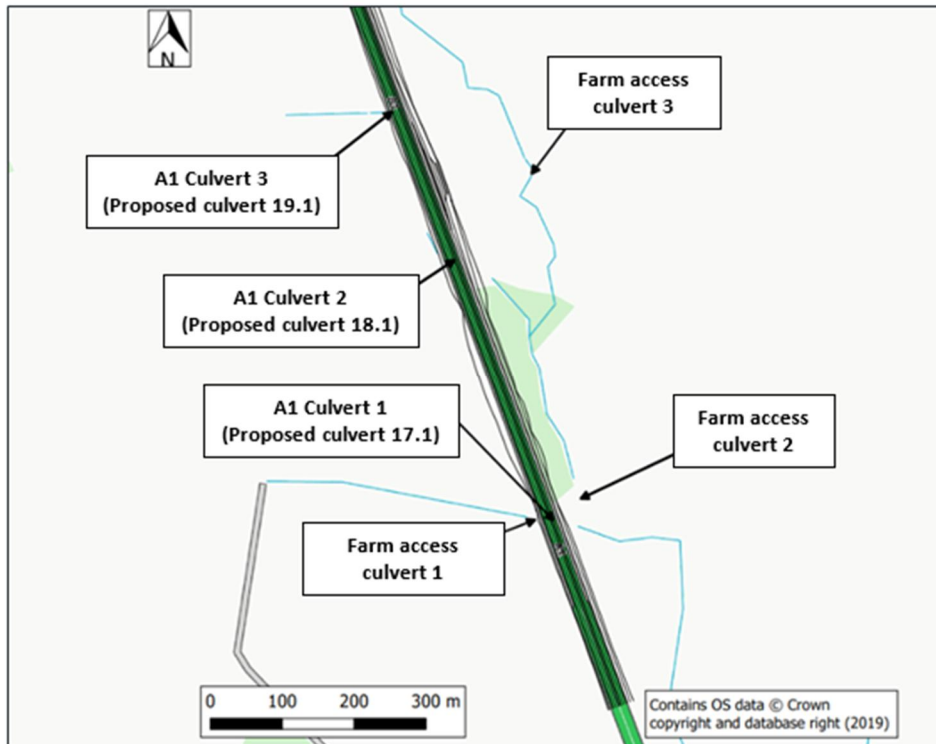 N
Farm access
culvert 3
A1 Culvert 3
(Proposed culvert 19.1)
A1 Culvert 2
(Proposed culvert 18.1)
A1 Culvert 1
(Proposed culvert 17.1)
Farm access
culvert 2
Farm access
culvert 1
0 100 200 300 m
Contains OS data © Crown
copyright and database right (2019)